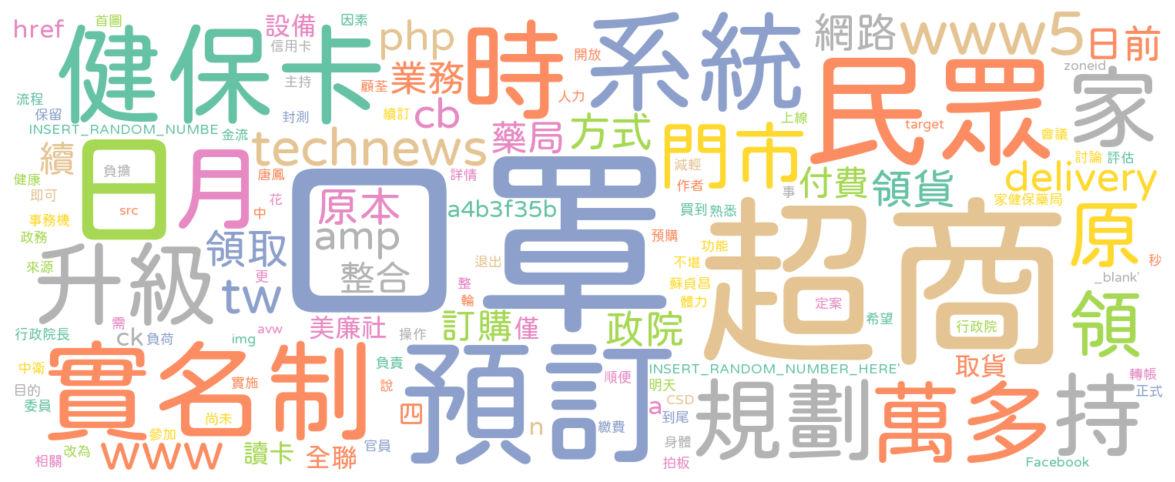 href
首圖
因素
設備
信用卡
php
時
系統
開放
網路
www5
日前
健保卡
主持
顧荃
業務
人力
民眾
zoneid
家
流程
保留
封測
續訂
cb
上線
target
INSERT_RANDOM_NUMBE
金流
藥局
方式
門市
會議
續
日
負擔
月
technews
減輕
討論
評估
健康
即可
唐鳳
詳情
口罩
作者
付費
領貨
delivery
事
src
中
花
原本
a4b3f35b
買到
熟悉
超商
家健保藥局
事務機
政務
領取
amp
預購
功能
原
來源
升級
更
整合
退出
不堪
秒
_blank'
tw
整
輪
蘇貞昌
體力
定案
希望
領
行政院
行政院長
需
ck
負荷
img
avw
美廉社
操作
訂購
僅
政院
實名制
中衛
目的
委員
實施
負責
說
預訂
順便
INSERT_RANDOM_NUMBER_HERE'
取貨
轉帳
明天
CSD
規劃
萬多
持
正式
尚未
四
a
到尾
參加
www
n
繳費
身體
改為
相關
讀卡
全聯
官員
拍板
Facebook